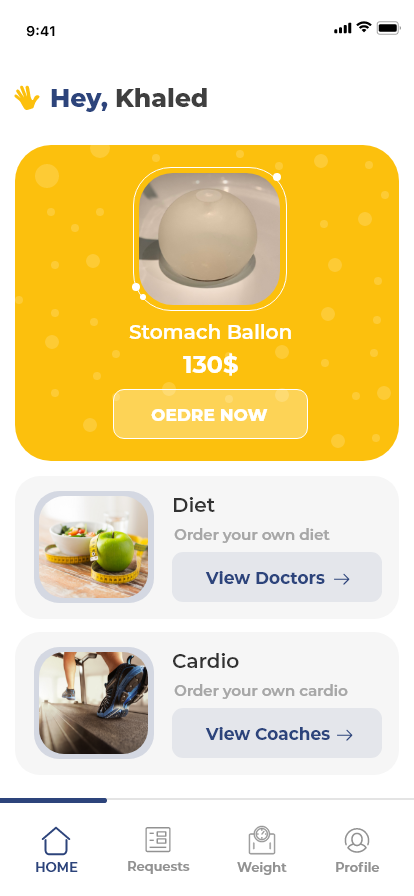 9:41
Hey, Khaled
Stomach Ballon
130$
OEDRE NOW
Diet
Order your own diet
View Doctors
Cardio
Order your own cardio
View Coaches
HOME
Requests
Weight
Profile